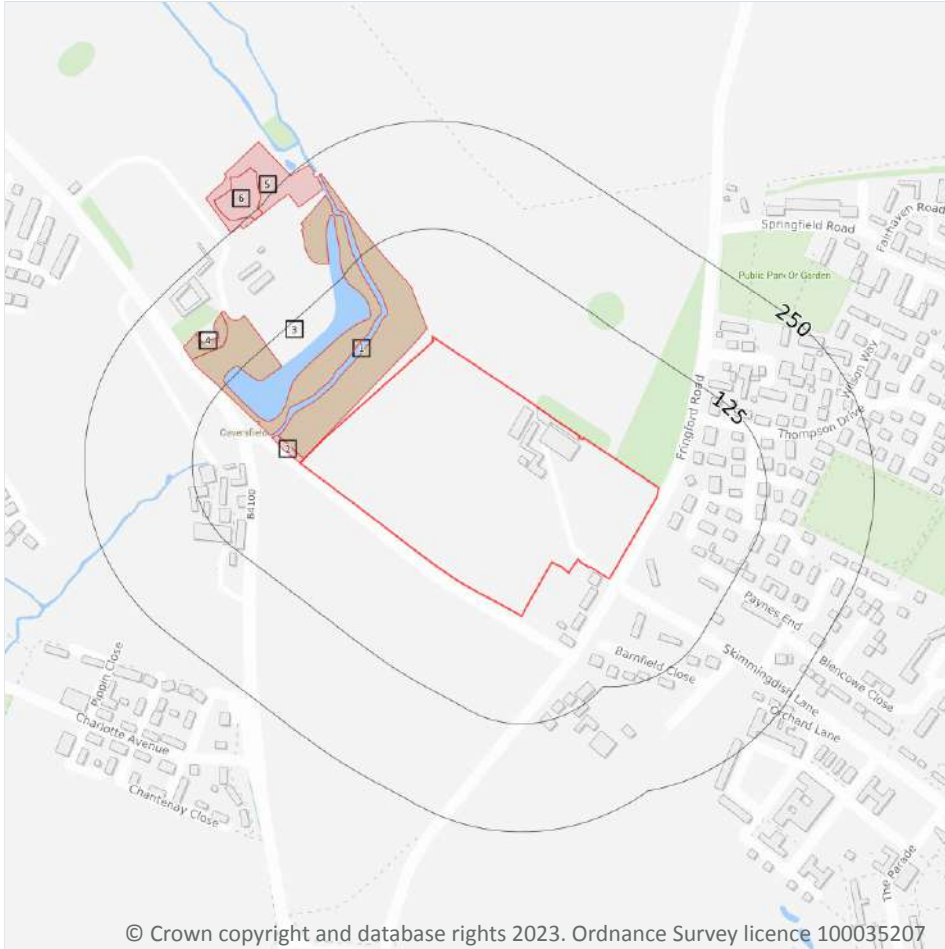 5
6
Springfield Road
Fairhaven Road
Public Park Or Garden
250
3
4
Wilson Way
125
Thompson Drive
Fringford Road
B4100
Paynes End
Barnfield Close
Skimmingdish Lane
Blencowe Close
Orchard Lane
Pippin Close
Charlotte Avenue
Chantenay Close
The Parade
© Crown copyright and database rights 2023. Ordnance Survey licence 100035207